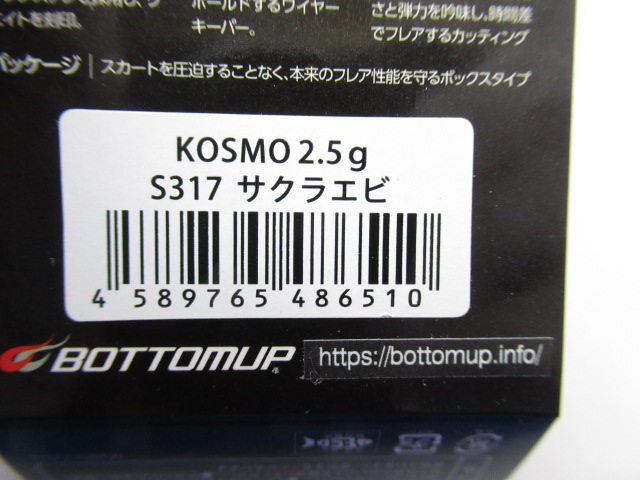 ールドするワイヤー
キーパー。
さと弾力を吟味し、時間差
でフレアするカッティング
パッケージ | スカートを圧迫することなく、本来のフレア性能を守るボックスタイプ
KOSMO 2.5g
S317 サクラエビ
4 589765 486510
BOTTOMUP
https://bottomup.info/